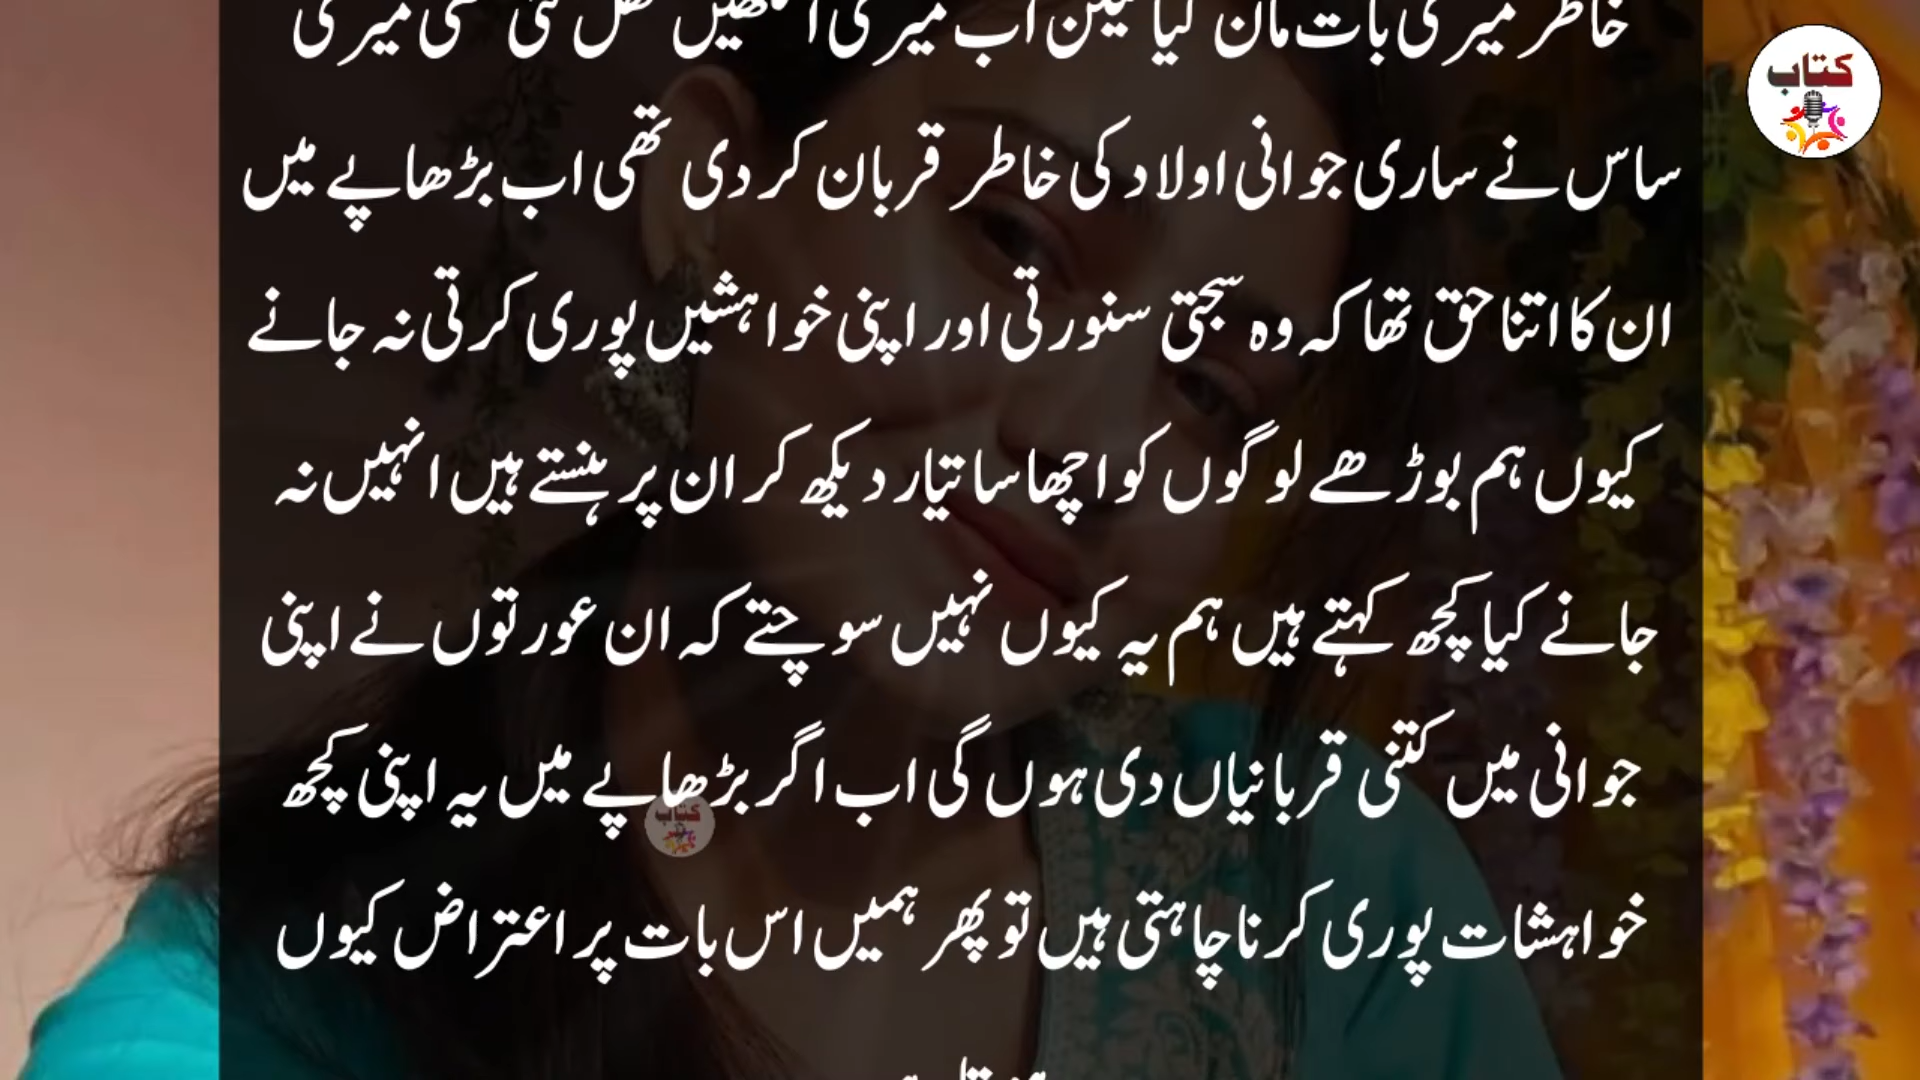 خاطر میری بات مان گیا لیکن اب میری آنکھیں کھل گئی تھی میری
ساس نے ساری جوانی اولاد کی خاطر قربان کر دی تھی اب بڑھاپے میں
ان کا اتنا حق تھا کہ وہ سجتی سنورتی اور اپنی خواہشیں پوری کرتی نہ جانے
کیوں ہم بوڑھے لوگوں کو اچھا سا تیار دیکھ کر ان پر ہنستے ہیں انہیں نہ
جانے کیا کچھ کہتے ہیں ہم یہ کیوں نہیں سوچتے کہ ان عورتوں نے اپنی
جوانی میں کتنی قربانیاں دی ہوں گی اب اگر بڑھاپے میں یہ اپنی کچھ
خواہشات پوری کرنا چاہتی ہیں تو پھر ہمیں اس بات پر اعتراض کیوں
کتاب
کتاب